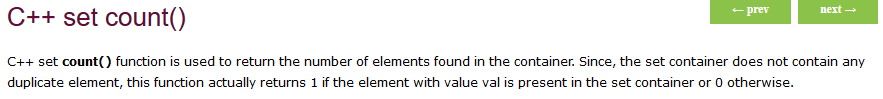 C++ set count()
← prev
next →
C++ set count() function is used to return the number of elements found in the container. Since, the set container does not contain any
duplicate element, this function actually returns 1 if the element with value val is present in the set container or 0 otherwise.